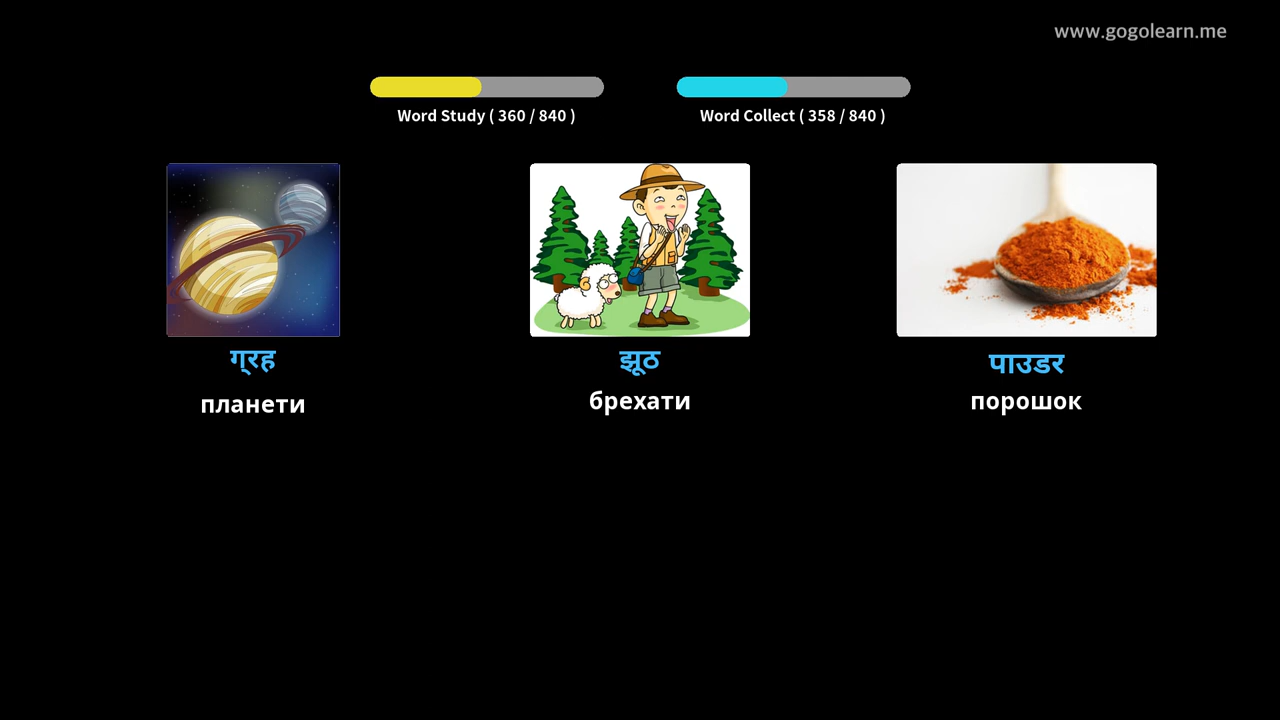 www.gogolearn.me
Word Study ( 360 / 840 )
Word Collect ( 358 / 840 )
ग्रह
झूठ
पाउडर
планети
брехати
порошок